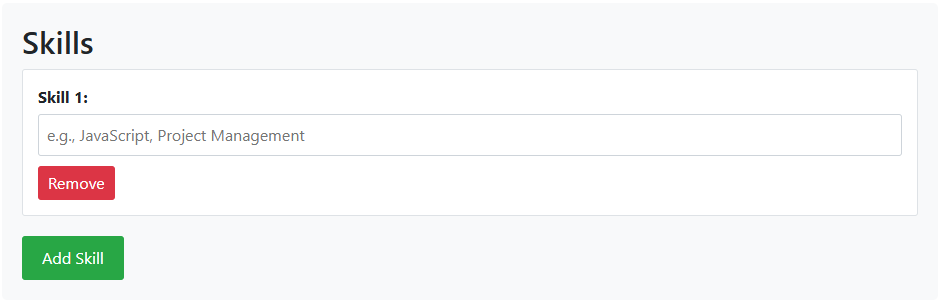 Skills
Skill 1:
e.g., JavaScript, Project Management
Remove
Add Skill